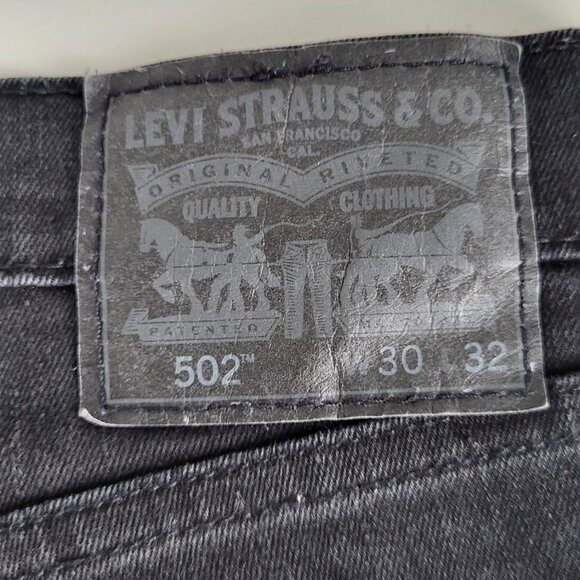 LEVI STRAUSS & CO.
SAN FRANCISCO
CAL.
ORIGINAL RIVETED
QUALITY CLOTHING
PATENTED
502™ W 30 L 32